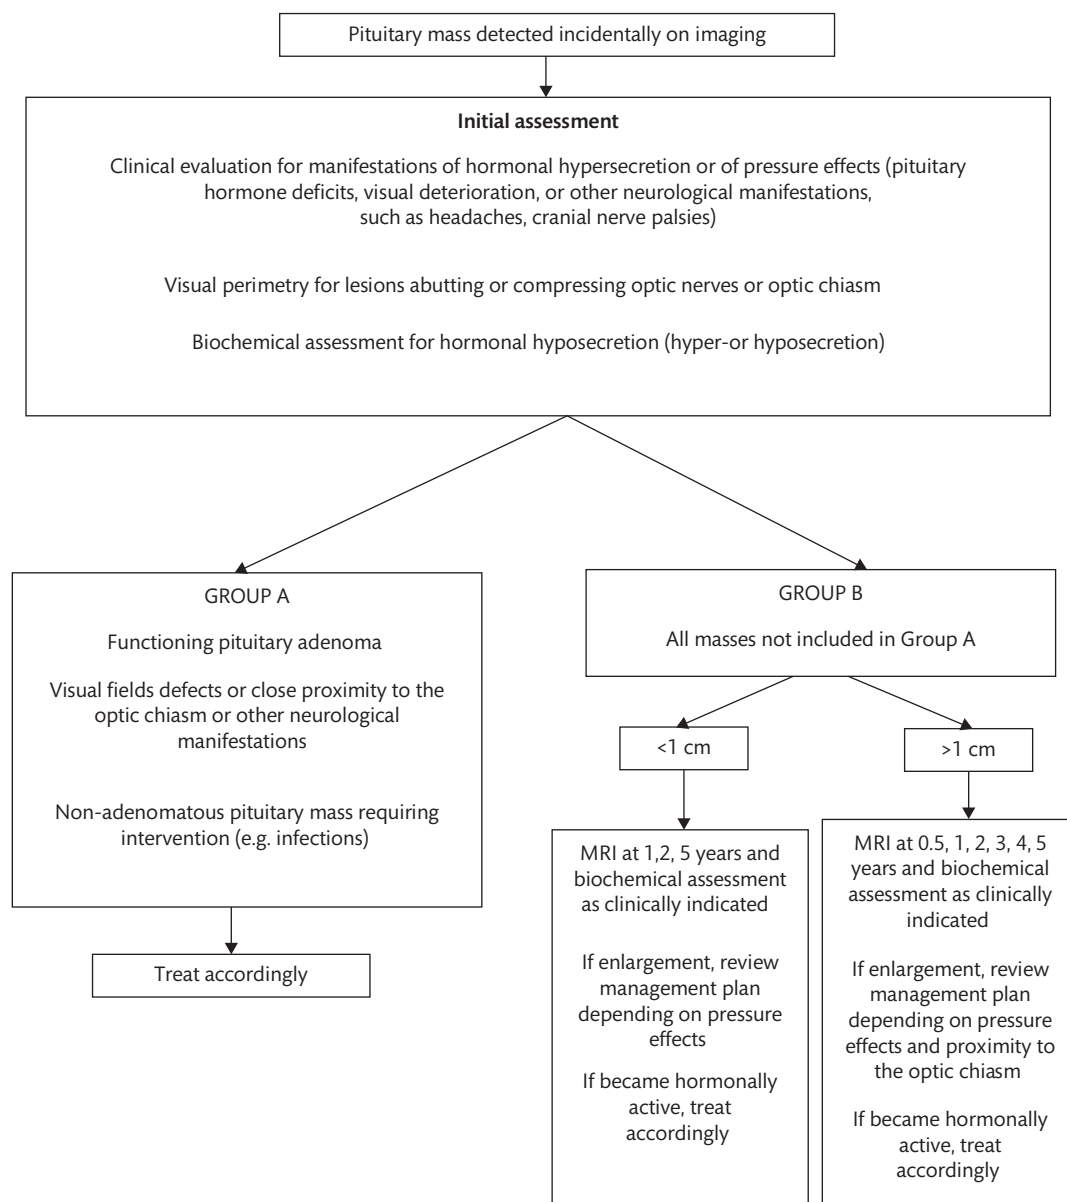 Pituitary mass detected incidentally on imaging
Initial assessment
Clinical evaluation for manifestations of hormonal hypersecretion or of pressure effects (pituitary
hormone deficits, visual deterioration, or other neurological manifestations,
such as headaches, cranial nerve palsies)
Visual perimetry for lesions abutting or compressing optic nerves or optic chiasm
Biochemical assessment for hormonal hyposecretion (hyper-or hyposecretion)
GROUP A
Functioning pituitary adenoma
Visual fields defects or close proximity to the
optic chiasm or other neurological
manifestations
Non-adenomatous pituitary mass requiring
intervention (e.g. infections)
Treat accordingly
GROUP B
All masses not included in Group A
<1 cm
MRI at 1,2, 5 years and
biochemical assessment
as clinically indicated
If enlargement, review
management plan
depending on pressure
effects
If became hormonally
active, treat
accordingly
>1 cm
MRI at 0.5, 1, 2, 3, 4, 5
years and biochemical
assessment as clinically
indicated
If enlargement, review
management plan
depending on pressure
effects and proximity to
the optic chiasm
If became hormonally
active, treat
accordingly